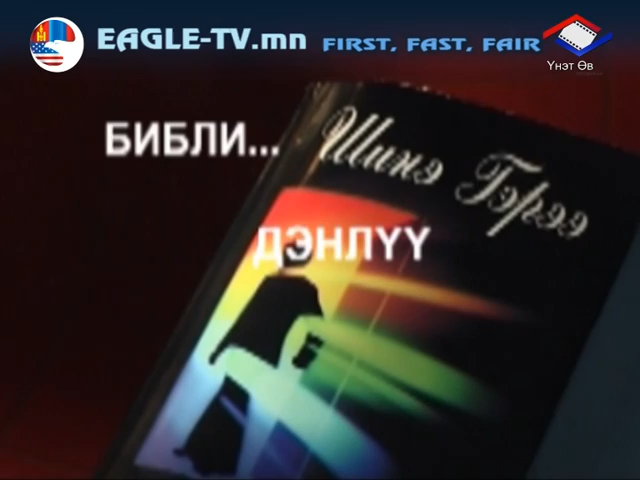 EAGLE-TV.mn FIRST, FAST, FAIR
Үнэт Өв
БИБЛИ...
Шинэ Гэрээ
ДЭНЛҮҮ